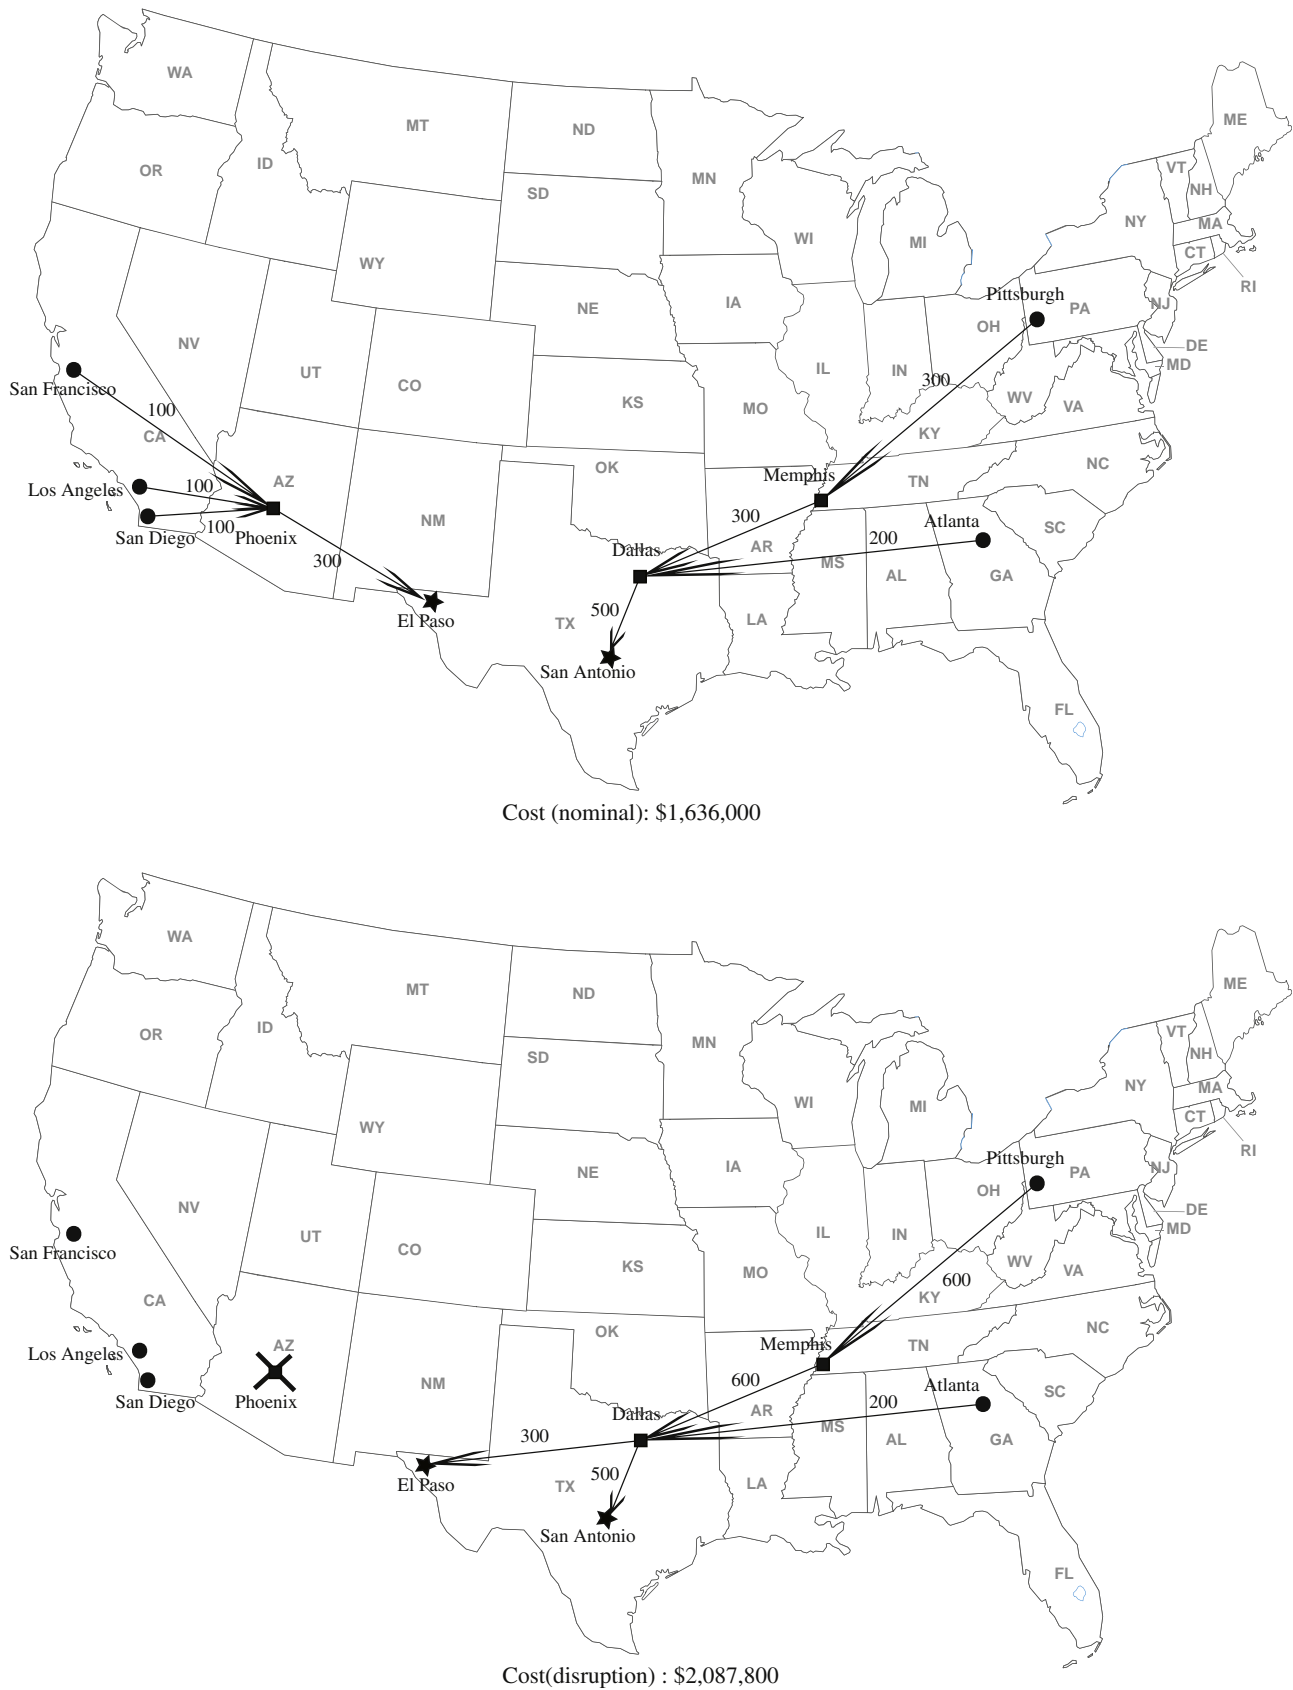 WA
MT
ND
ME
OR
ID
SD
MN
VT
NH
NY
MA
WI
MI
CT
WY
RI
Pittsburgh
IA
NE
PA
NJ
OH
NV
DE
MD
UT
IL
IN
300
CO
San Francisco
WV
KS
MO
VA
100
CA
KY
OK
NC
AZ
Memphis
TN
Los Angeles
100
NM
300
Atlanta
SC
100
San Diego
Phoenix
200
Dallas
AR
300
MS
AL
GA
500
El Paso
TX
LA
San Antonio
FL
Cost (nominal): $1,636,000
WA
MT
ND
ME
OR
ID
SD
MN
VT
NH
NY
MA
WI
MI
CT
WY
RI
Pittsburgh
IA
NE
PA
NJ
OH
NV
DE
MD
UT
IL
IN
CO
San Francisco
WV
KS
MO
VA
600
CA
KY
OK
NC
AZ
Memphis
TN
Los Angeles
NM
600
Atlanta
SC
San Diego
Phoenix
200
Dallas
AR
300
MS
AL
GA
500
El Paso
TX
LA
San Antonio
FL
Cost(disruption) : $2,087,800